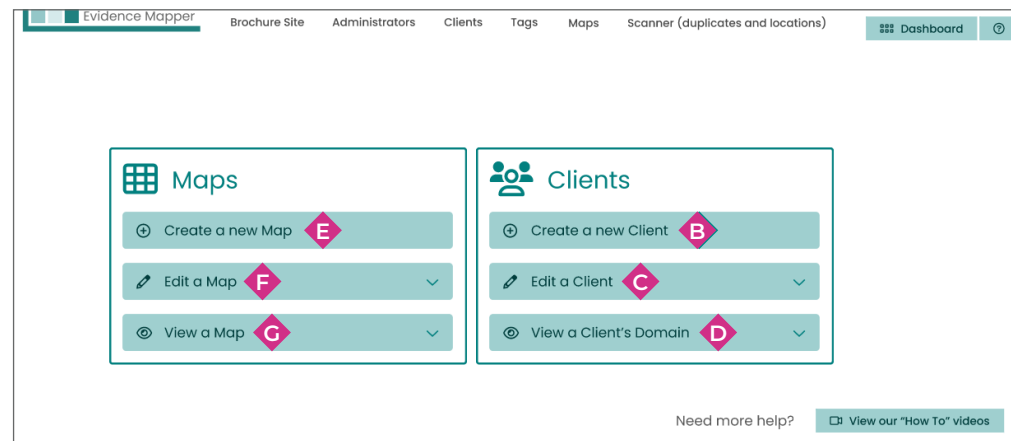 Evidence Mapper
Brochure Site Administrators Clients Tags Maps Scanner (duplicates and locations) Dashboard
Maps
Create a new Map E
Edit a Map F
View a Map G
Clients
Create a new Client B
Edit a Client C
View a Client's Domain D
Need more help? View our "How To" videos